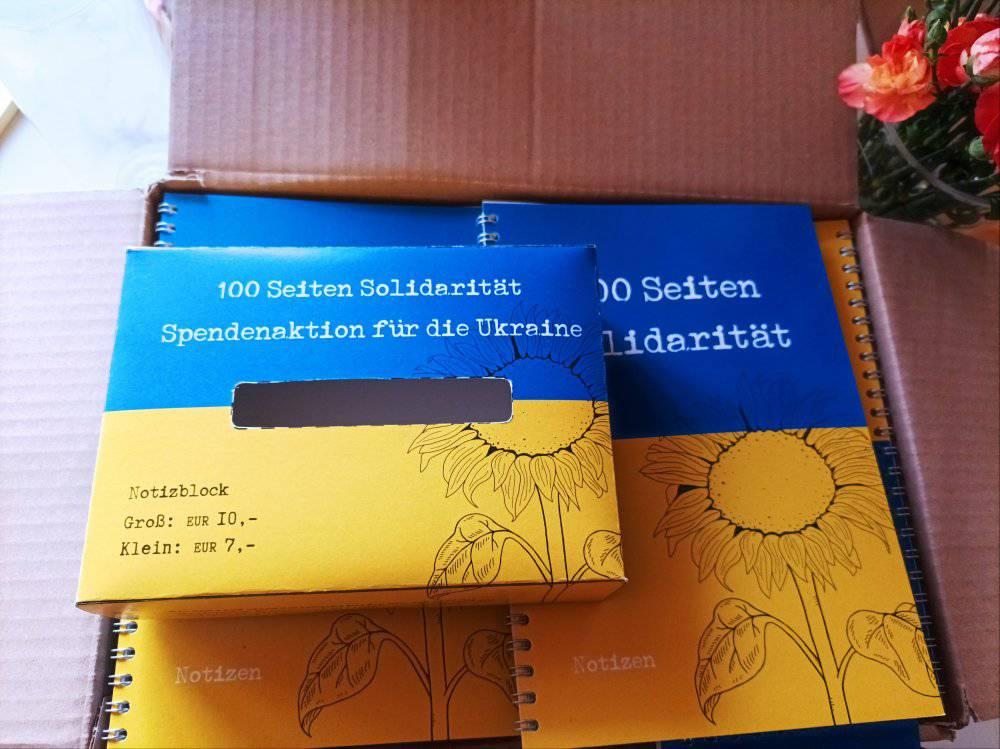 100 Seiten Solidarität
Spendenaktion für die Ukraine
Notizblock
Groß: EUR 10,-
Klein: EUR 7,-
00 Seiten
lidarität
Notizen
Notizen